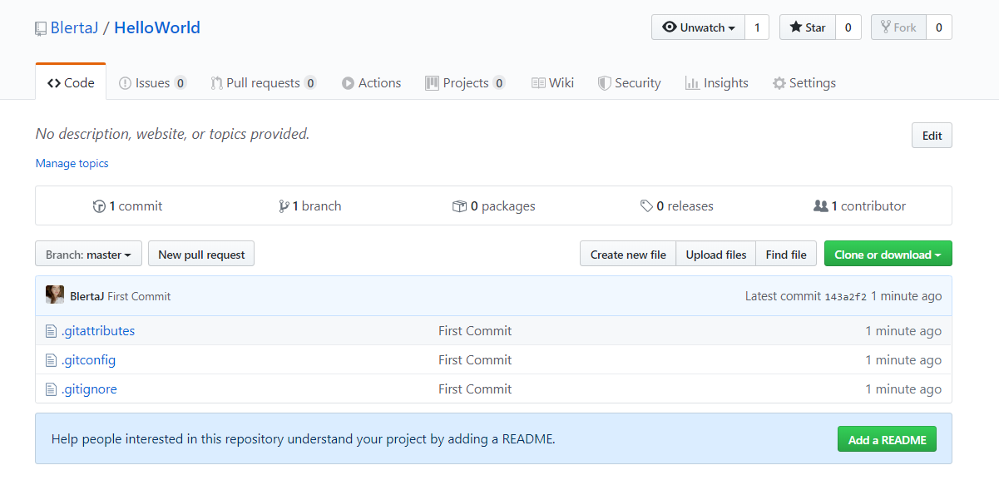 BlertaJ / HelloWorld Unwatch 1 Star 0 Fork 0
Code Issues 0 Pull requests 0 Actions Projects 0 Wiki Security Insights Settings
No description, website, or topics provided. Edit
Manage topics
1 commit 1 branch 0 packages 0 releases 1 contributor
Branch: master New pull request Create new file Upload files Find file Clone or download
BlertaJ First Commit Latest commit 143a2f2 1 minute ago
.gitattributes First Commit 1 minute ago
.gitconfig First Commit 1 minute ago
.gitignore First Commit 1 minute ago
Help people interested in this repository understand your project by adding a README. Add a README